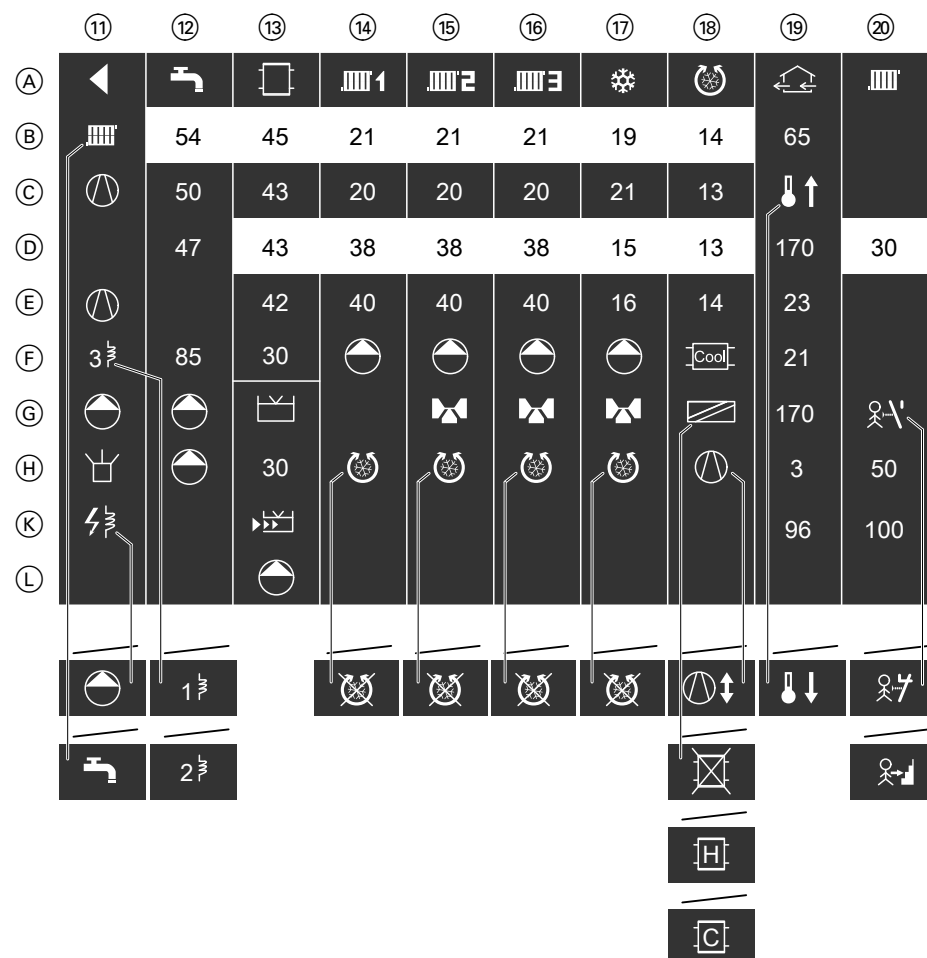 11 12 13 14 15 16 17 18 19 20
A 1 2 3
B 54 45 21 21 21 19 14 65
C 50 43 20 20 20 21 13
D 47 43 38 38 38 15 13 170 30
E 42 40 40 40 16 14 23
F 3 85 30 Cool 21
G 170
H 30 3 50
K 96 100
L
1
2
H
C